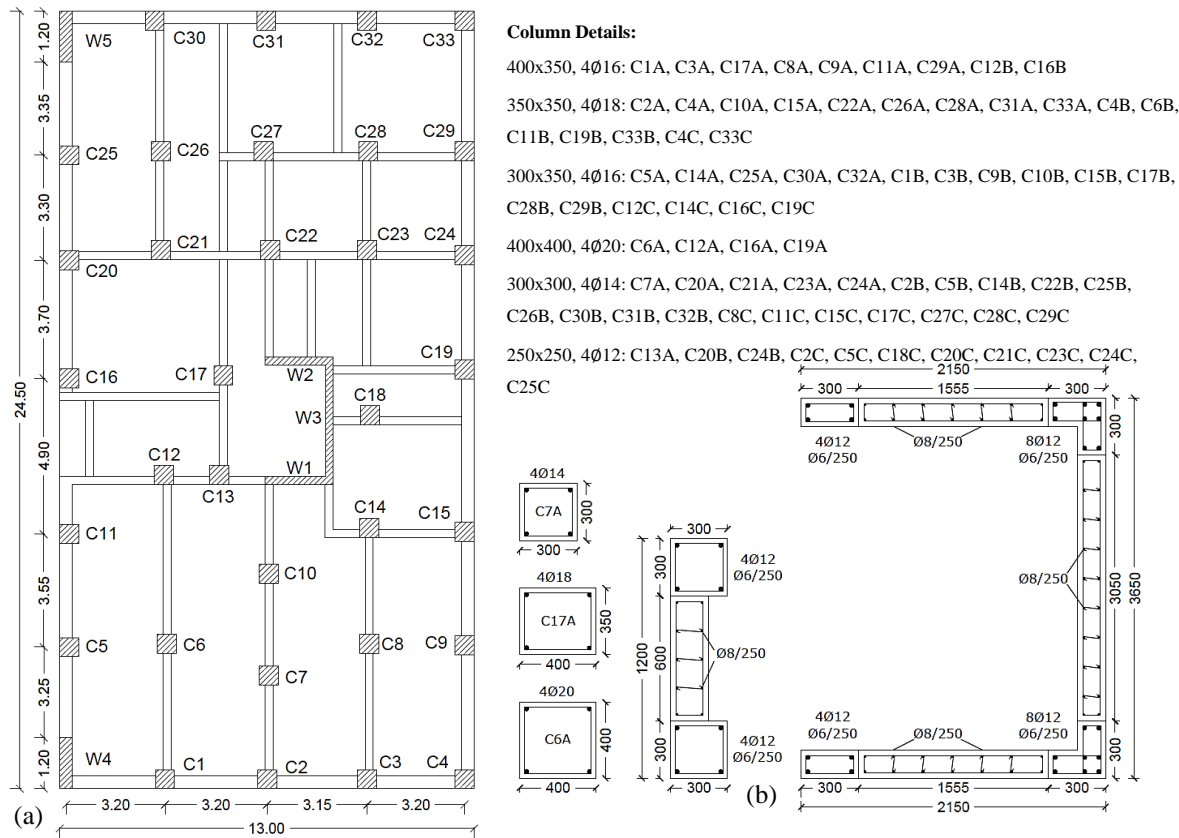 W5
C30
C31
C32
C33
C25
C26
C27
C28
C29
C20
C21
C22
C23
C24
C16
C17
W2
C19
W3
C18
C12
C13
W1
C11
C14
C15
C10
C5
C6
C7
C8
C9
W4
C1
C2
C3
C4
1.20
3.35
3.30
3.70
4.90
3.55
3.25
1.20
24.50
3.20
3.20
3.15
3.20
13.00
(a)
Column Details:
400x350, 4Ø16: C1A, C3A, C17A, C8A, C9A, C11A, C29A, C12B, C16B
350x350, 4Ø18: C2A, C4A, C10A, C15A, C22A, C26A, C28A, C31A, C33A, C4B, C6B,
C11B, C19B, C33B, C4C, C33C
300x350, 4Ø16: C5A, C14A, C25A, C30A, C32A, C1B, C3B, C9B, C10B, C15B, C17B,
C28B, C29B, C12C, C14C, C16C, C19C
400x400, 4Ø20: C6A, C12A, C16A, C19A
300x300, 4Ø14: C7A, C20A, C21A, C23A, C24A, C2B, C5B, C14B, C22B, C25B,
C26B, C30B, C31B, C32B, C8C, C11C, C15C, C17C, C27C, C28C, C29C
250x250, 4Ø12: C13A, C20B, C24B, C2C, C5C, C18C, C20C, C21C, C23C, C24C,
C25C
4Ø14
C7A
300
300
4Ø18
C17A
350
400
4Ø20
C6A
400
400
300
300
600
300
1200
4Ø12
Ø6/250
Ø8/250
4Ø12
Ø6/250
2150
300
1555
300
4Ø12
Ø6/250
Ø8/250
8Ø12
Ø6/250
300
Ø8/250
3050
3650
4Ø12
Ø6/250
Ø8/250
8Ø12
Ø6/250
300
300
1555
300
2150
(b)